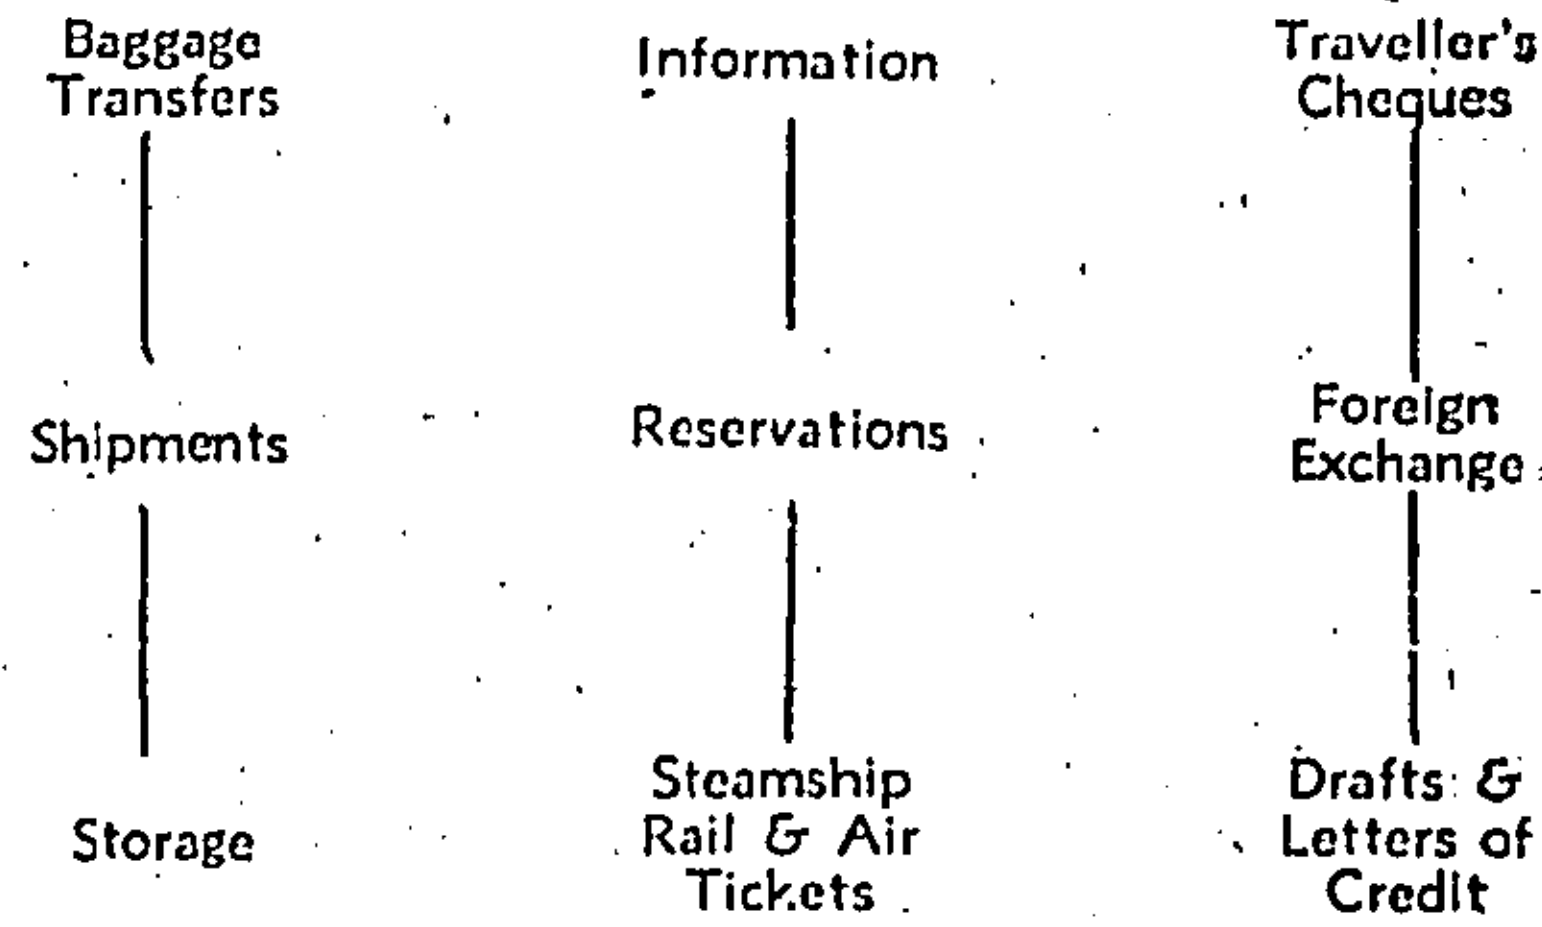 Baggage
Transfers
Shipments
Storage
Information
Reservations
Steamship
Rail & Air
Tickets
Traveller's
Cheques
Foreign
Exchange
Drafts &
Letters of
Credit